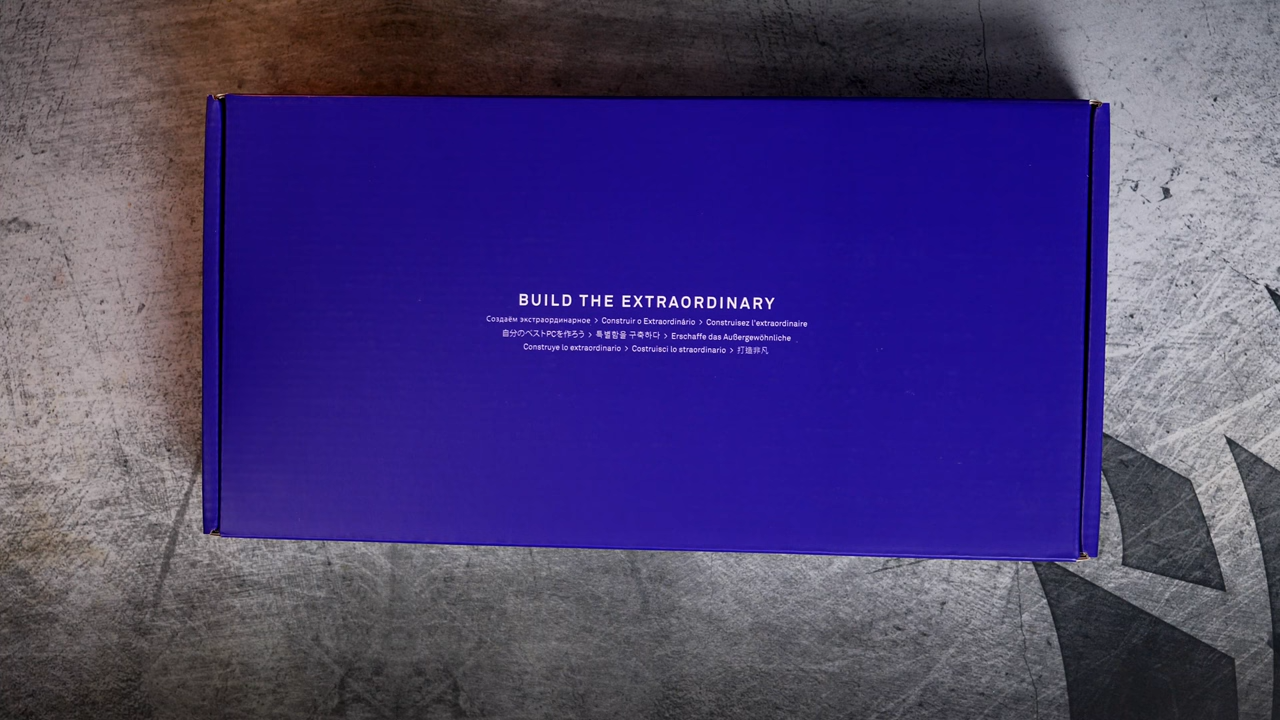 BUILD THE EXTRAORDINARY
Создаём экстраординарное > Construir o Extraordinário > Construisez l'extraordinaire
自分のベストPCを作ろう > 특별함을 구축하다 > Erschaffe das Außergewöhnliche
Construye lo extraordinario > Costruisci lo straordinario > 打造非凡